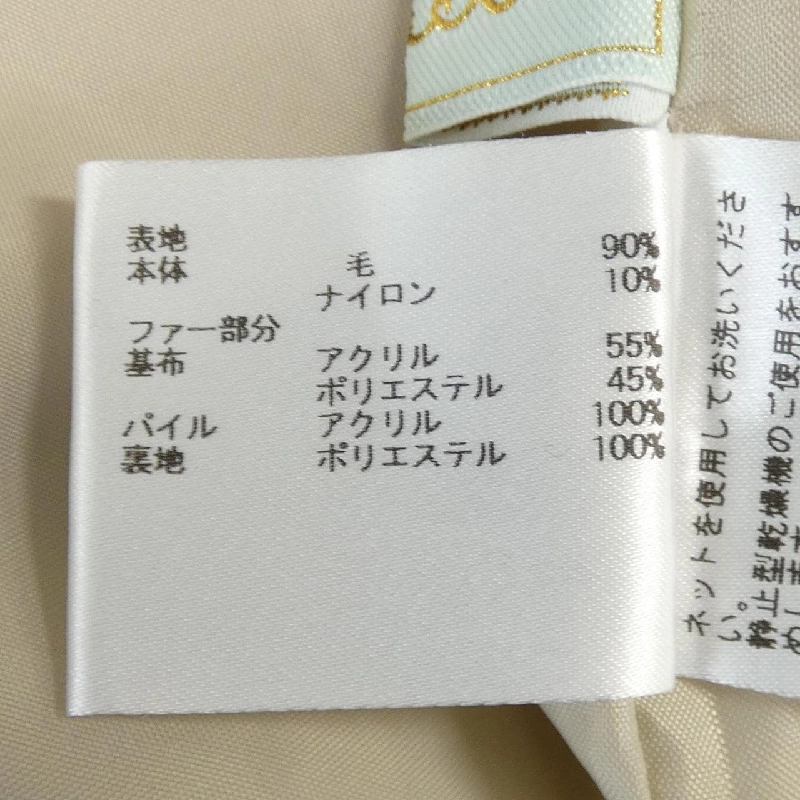 表地
本体 毛 90%
ナイロン 10%
ファー部分
基布 アクリル 55%
ポリエステル 45%
パイル アクリル 100%
裏地 ポリエステル 100%
ネットを使用してお洗いくださ
い。
静止型乾燥機のご使用をおすす
めします